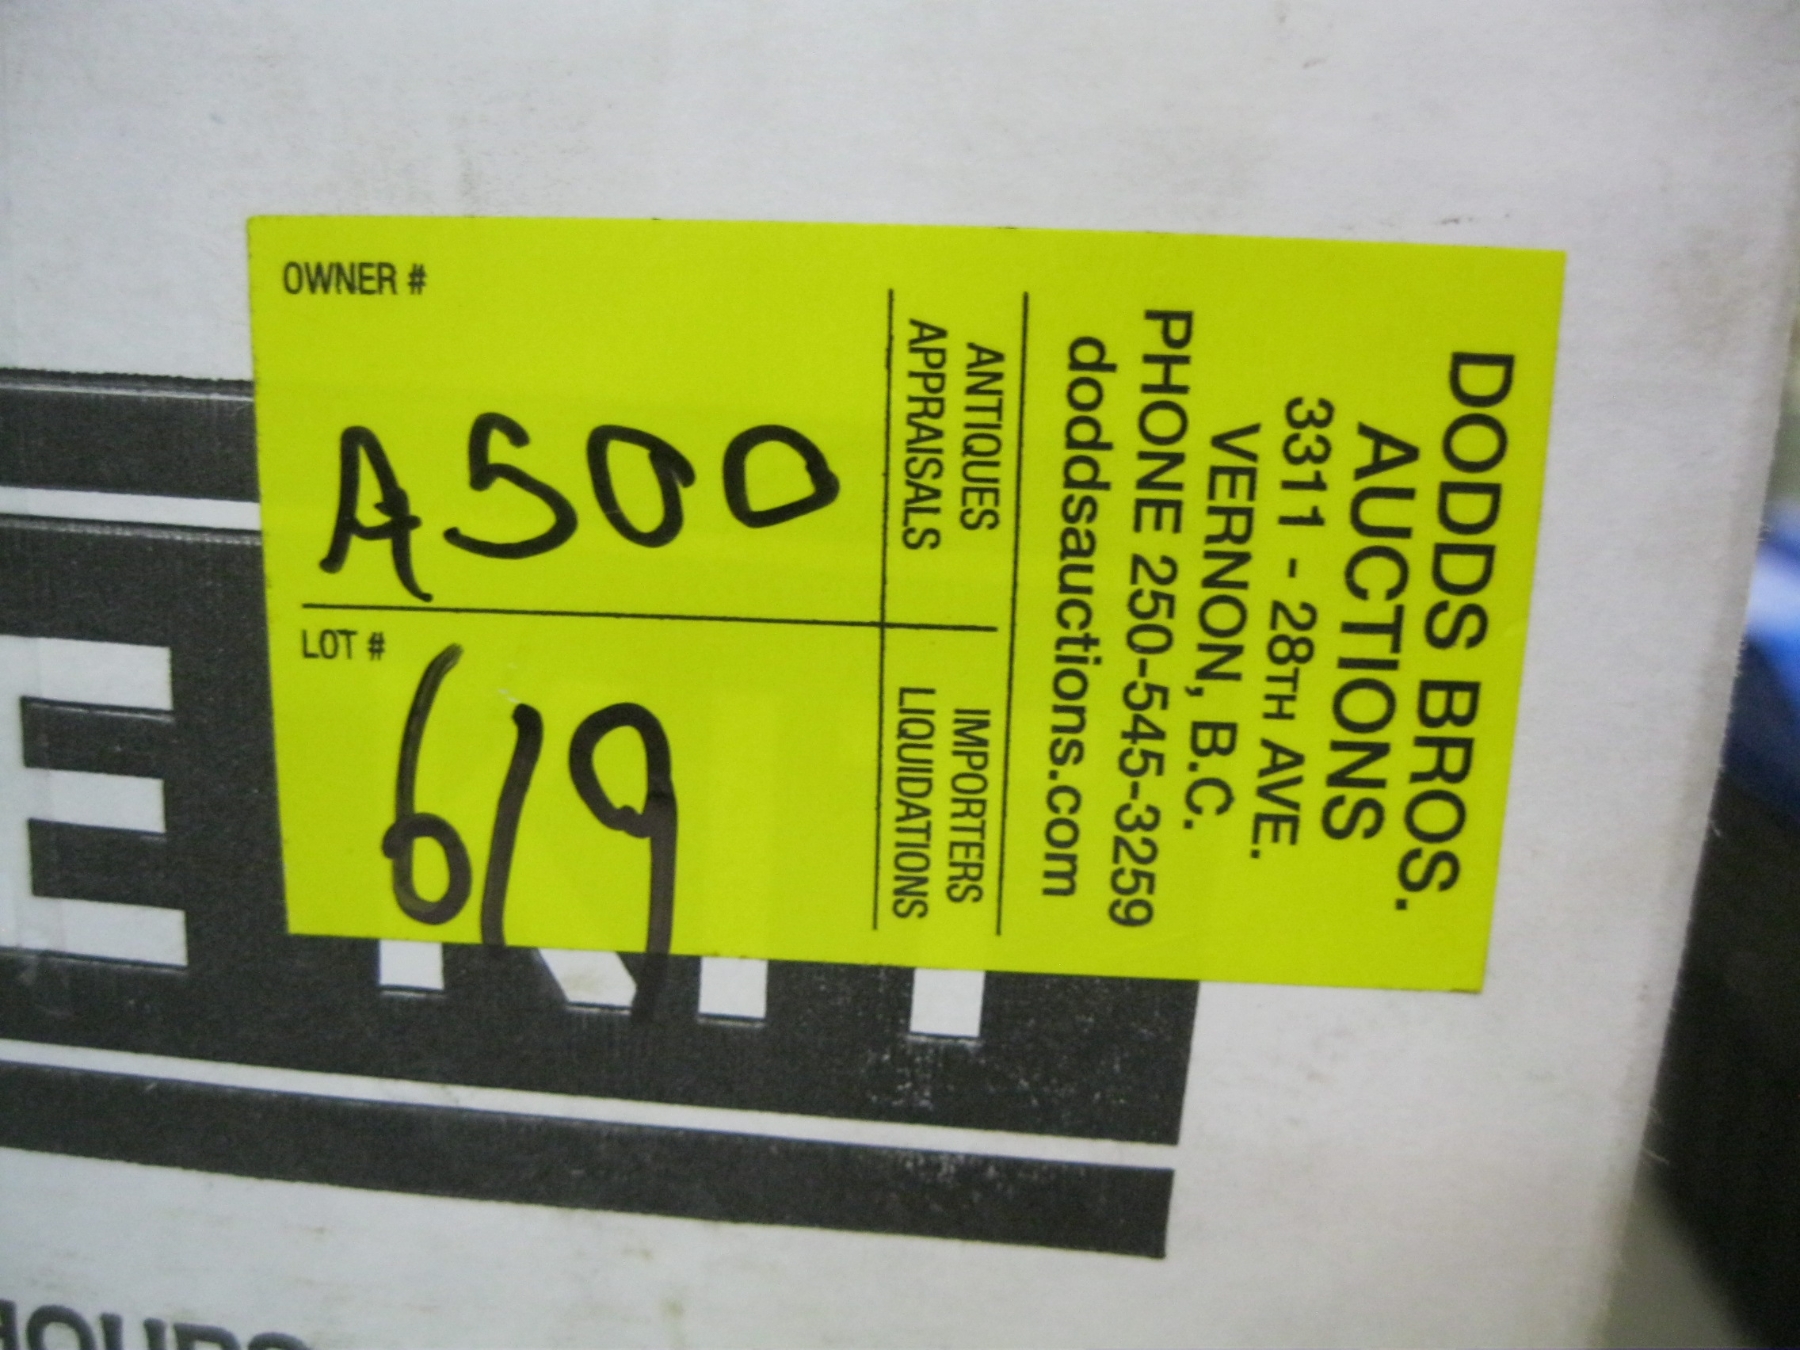 DODDS BROS.
AUCTIONS
3311 - 28TH AVE.
VERNON, B.C.
PHONE 250-545-3259
doddsauctions.com
ANTIQUES
APPRAISALS
IMPORTERS
LIQUIDATIONS
OWNER #
A500
LOT #
619
E